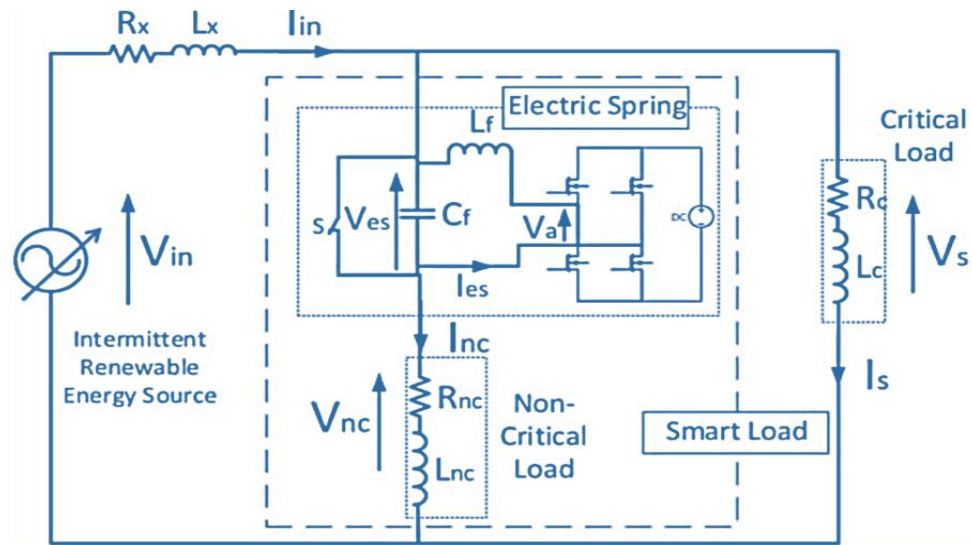 Rx Lx Iin
Electric Spring
Lf
Critical
Load
S Ves Cf
Va
DC
Rc
Lc
Vs
Vin
Ies
Intermittent
Renewable
Energy Source
Inc
Is
Vnc
Rnc
Lnc
Non-
Critical
Load
Smart Load